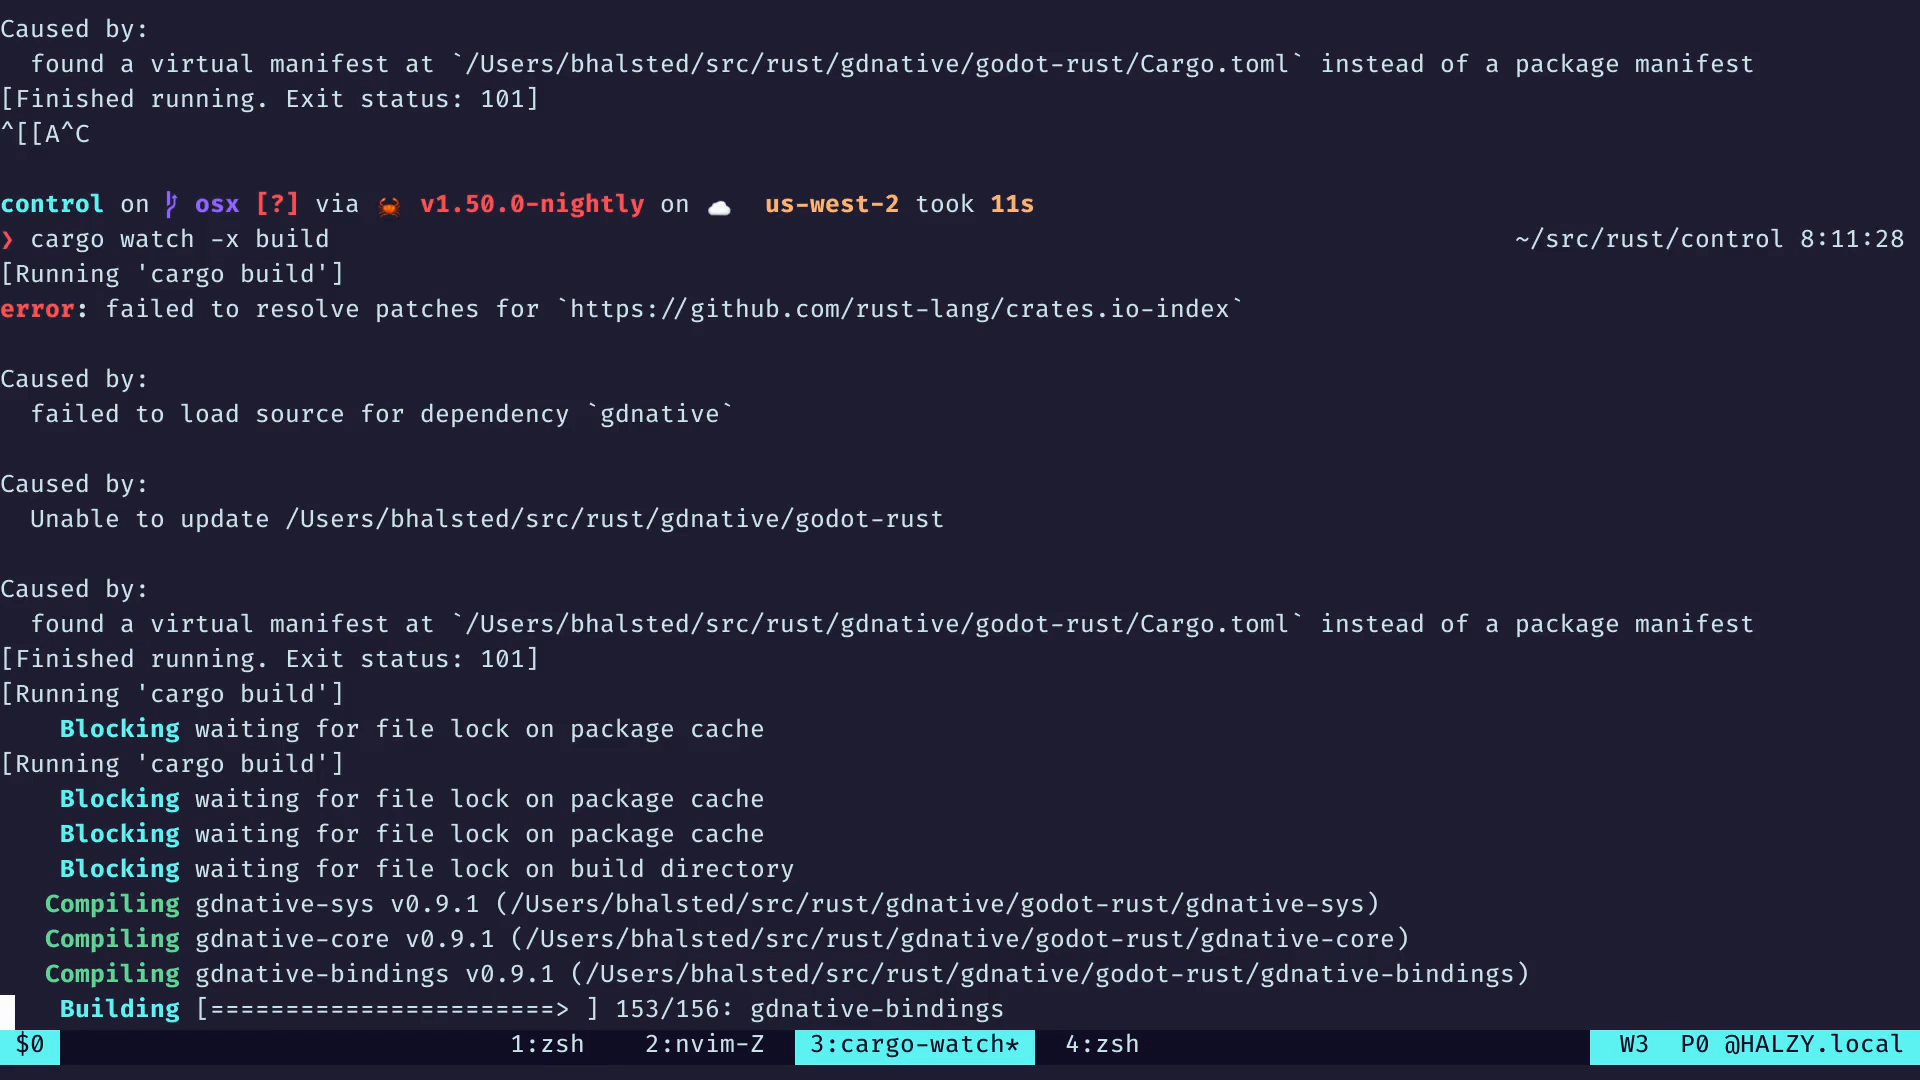 Caused by:
  found a virtual manifest at `/Users/bhalsted/src/rust/gdnative/godot-rust/Cargo.toml` instead of a package manifest
[Finished running. Exit status: 101]
^[[A^C
control on osx [?] via 🦀 v1.50.0-nightly on ☁️ us-west-2 took 11s
❯ cargo watch -x build ~/src/rust/control 8:11:28
[Running 'cargo build']
error: failed to resolve patches for `https://github.com/rust-lang/crates.io-index`
Caused by:
  failed to load source for dependency `gdnative`
Caused by:
  Unable to update /Users/bhalsted/src/rust/gdnative/godot-rust
Caused by:
  found a virtual manifest at `/Users/bhalsted/src/rust/gdnative/godot-rust/Cargo.toml` instead of a package manifest
[Finished running. Exit status: 101]
[Running 'cargo build']
    Blocking waiting for file lock on package cache
[Running 'cargo build']
    Blocking waiting for file lock on package cache
    Blocking waiting for file lock on package cache
    Blocking waiting for file lock on build directory
   Compiling gdnative-sys v0.9.1 (/Users/bhalsted/src/rust/gdnative/godot-rust/gdnative-sys)
   Compiling gdnative-core v0.9.1 (/Users/bhalsted/src/rust/gdnative/godot-rust/gdnative-core)
   Compiling gdnative-bindings v0.9.1 (/Users/bhalsted/src/rust/gdnative/godot-rust/gdnative-bindings)
    Building [=======================> ] 153/156: gdnative-bindings
$0 1:zsh 2:nvim-Z 3:cargo-watch* 4:zsh W3 P0 @HALZY.local